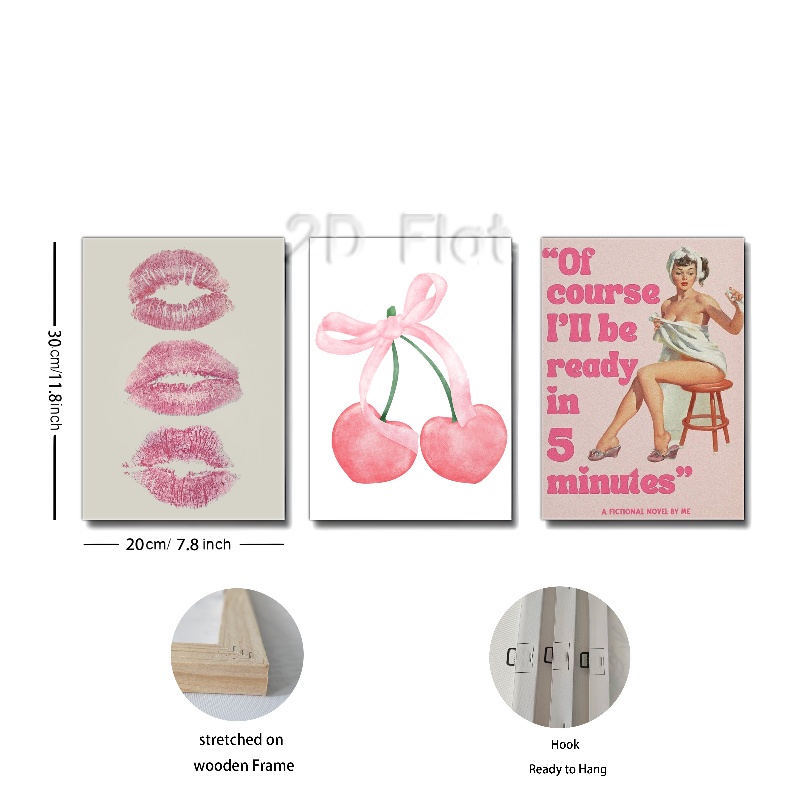 2D Flat
“Of
course
I'll be
ready
in
5
minutes”
A FICTIONAL NOVEL BY ME
30cm/11.8inch
20cm/ 7.8 inch
stretched on
wooden Frame
Hook
Ready to Hang